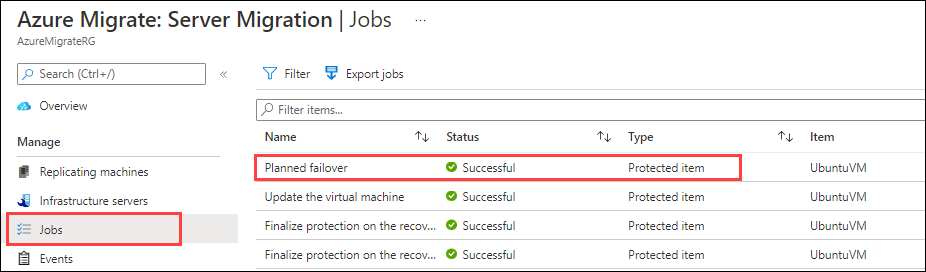 Azure Migrate: Server Migration | Jobs ...
AzureMigrateRG
Search (Ctrl+/) «
Filter Export jobs
Overview
Filter items...
Manage
Name Status Type Item
Replicating machines
Planned failover Successful Protected item UbuntuVM
Infrastructure servers
Update the virtual machine Successful Protected item UbuntuVM
Jobs
Finalize protection on the recov... Successful Protected item UbuntuVM
Events
Finalize protection on the recov... Successful Protected item UbuntuVM